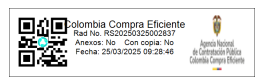 Colombia Compra Eficiente
Rad No. RS20250325002837
Anexos: No Con copia: No
Fecha: 25/03/2025 09:28:46
Agencia Nacional
de Contratación Pública
Colombia Compra Eficiente